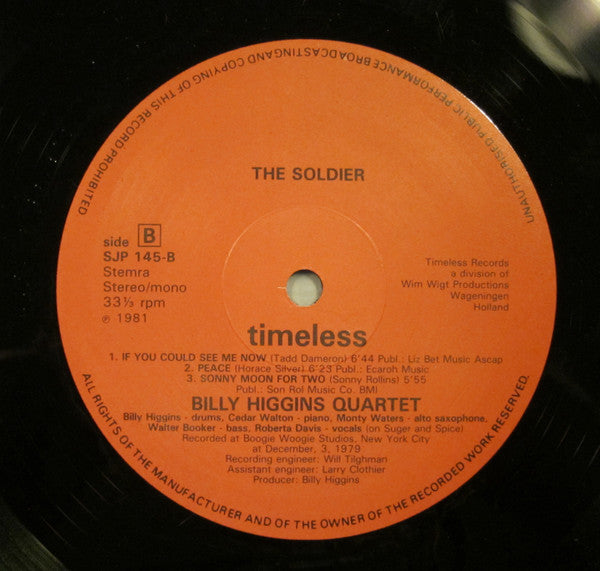 UNAUTHORISED PUBLIC PERFORMANCE BROADCASTINGAND COPYING OF THIS RECORD PROHIBITED
THE SOLDIER
side B
SJP 145-B
Stemra
Stereo/mono
33⅓ rpm
℗ 1981
Timeless Records
a division of
Wim Wigt Productions
Wageningen
Holland
timeless
1. IF YOU COULD SEE ME NOW (Tadd Dameron) 6'44 Publ.: Liz Bet Music Ascap
2. PEACE (Horace Silver) 6'23 Publ.: Ecaroh Music
3. SONNY MOON FOR TWO (Sonny Rollins) 5'55
Publ.: Son Rol Music Co. BMI
BILLY HIGGINS QUARTET
Billy Higgins - drums, Cedar Walton - piano, Monty Waters - alto saxophone,
Walter Booker - bass, Roberta Davis - vocals (on Suger and Spice)
Recorded at Boogie Woogie Studios, New York City
at December, 3, 1979
Recording engineer: Will Tilghman
Assistent engineer: Larry Clothier
Producer: Billy Higgins
ALL RIGHTS OF THE MANUFACTURER AND OF THE OWNER OF THE RECORDED WORK RESERVED.